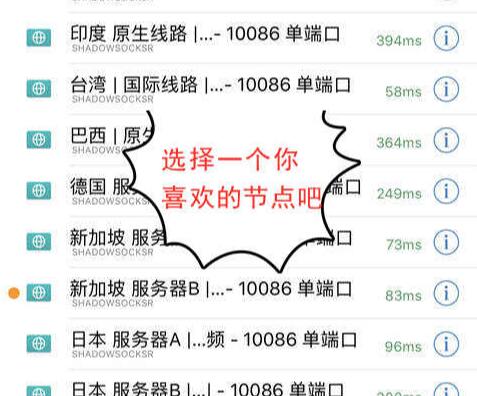 印度 原生线路 |...- 10086 单端口
SHADOWSOCKSR
394ms
台湾 | 国际线路 |...- 10086 单端口
SHADOWSOCKSR
58ms
巴西 | 原生
SHADOWSOCKSR
364ms
选择一个你
喜欢的节点吧
德国 服务
端口
SHADOWSOCKSR
249ms
新加坡 服务
单端口
SHADOWSOCKSR
73ms
新加坡 服务器B |...- 10086 单端口
SHADOWSOCKSR
83ms
日本 服务器A |...频 - 10086 单端口
SHADOWSOCKSR
96ms
日本 服务器B |...| - 10086 单端口